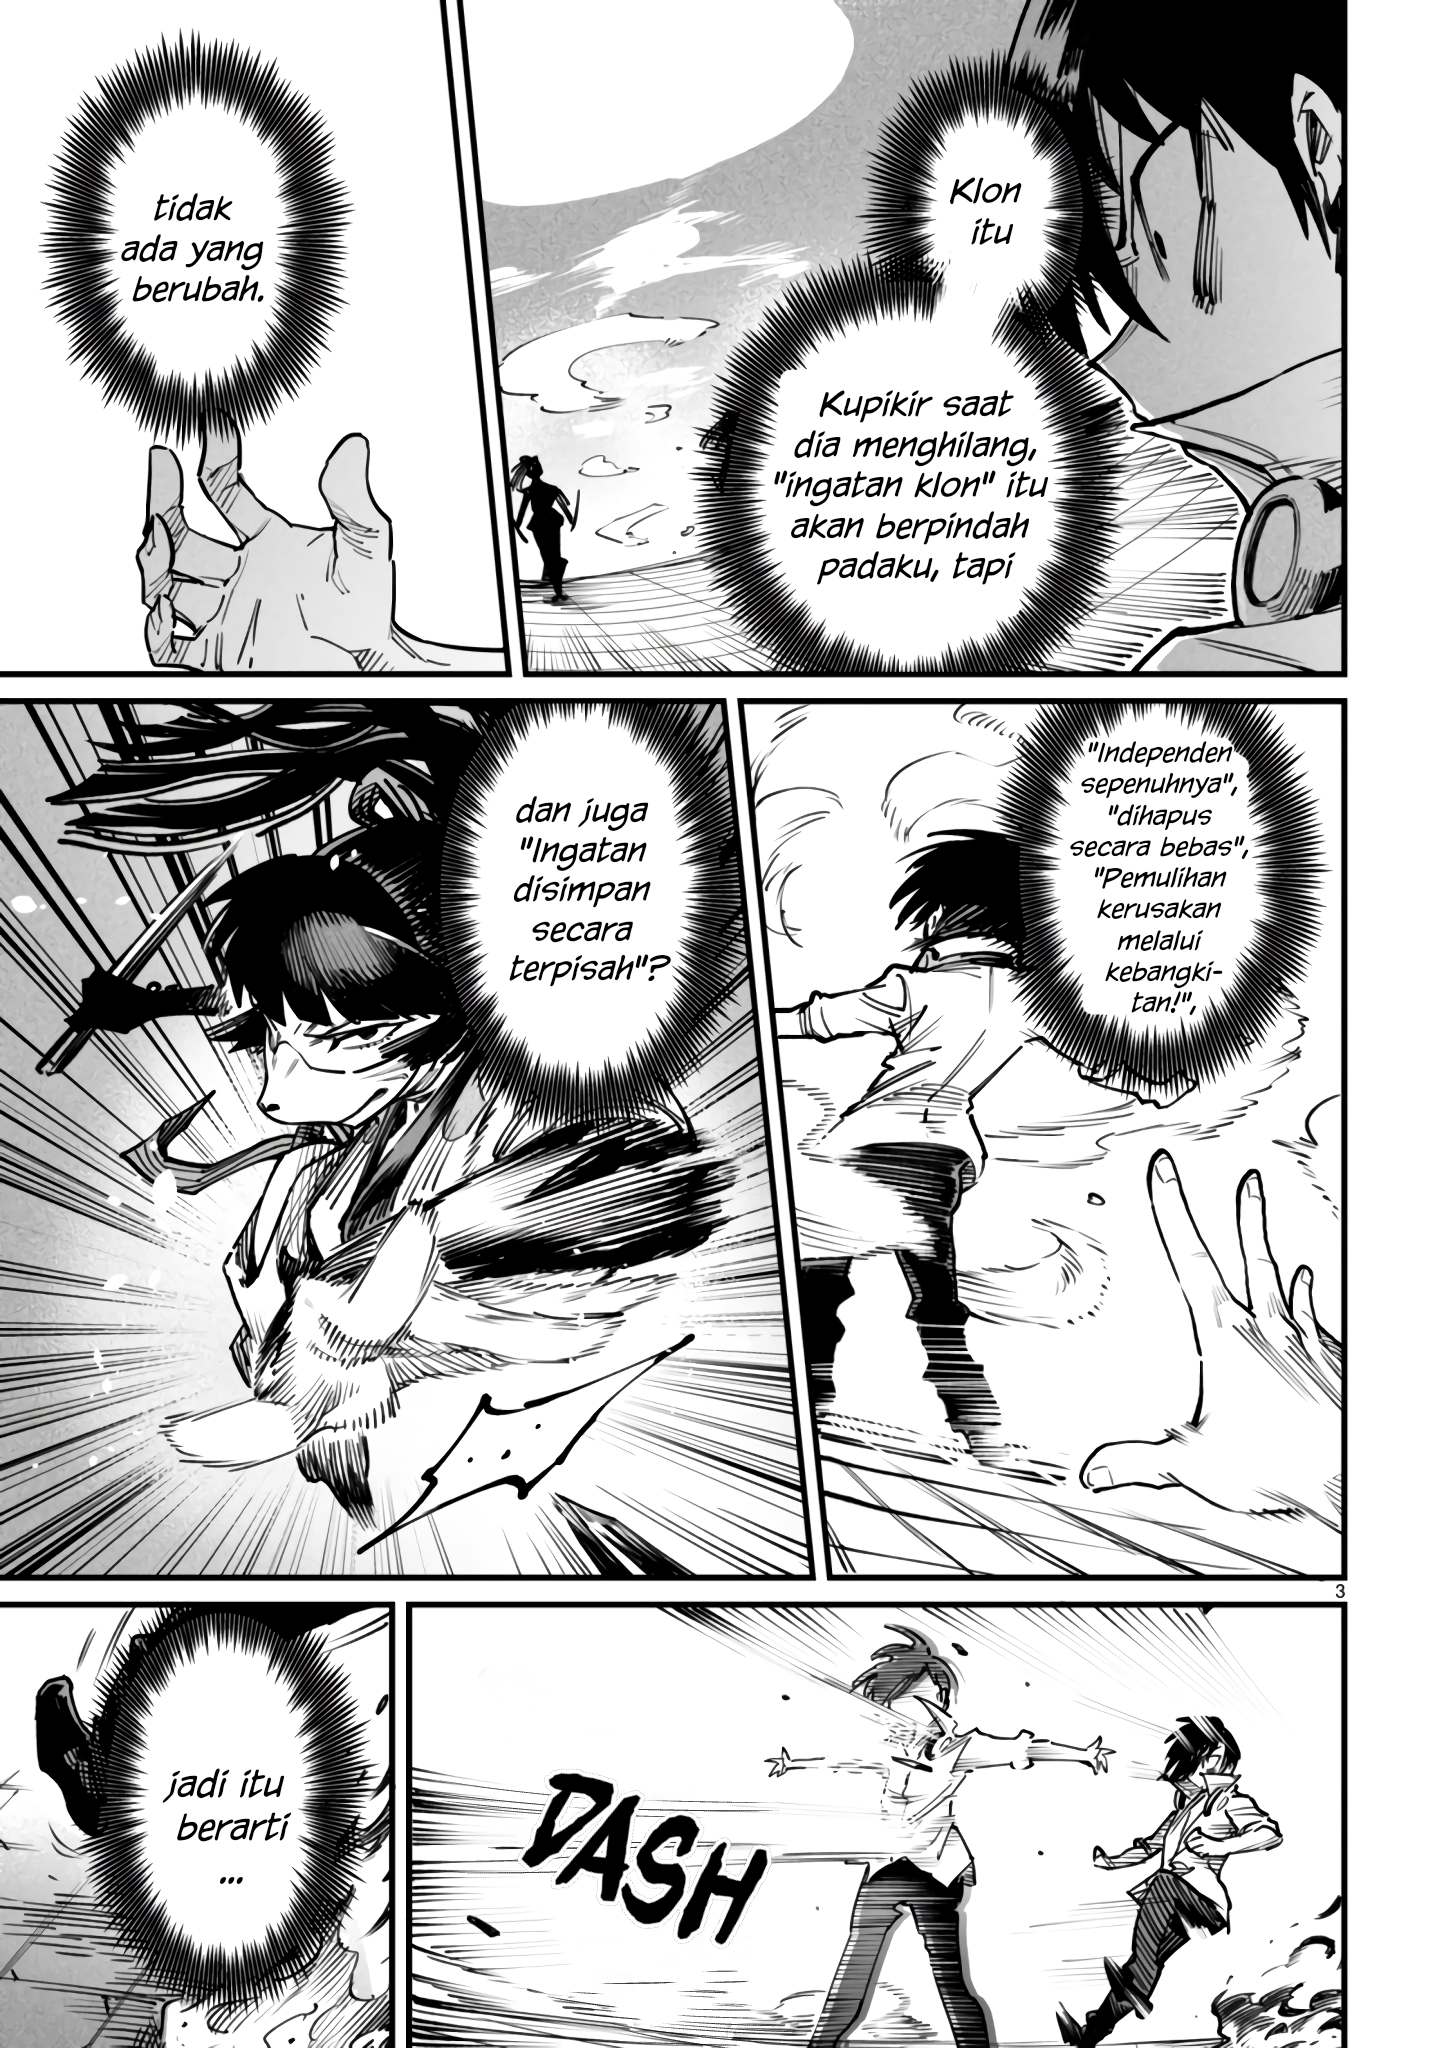 Klon
itu
Kupikir saat
dia menghilang,
"ingatan klon" itu
akan berpindah
padaku, tapi
tidak
ada yang
berubah.
"Independen
sepenuhnya",
"dihapus
secara bebas",
"Pemulihan
kerusakan
melalui
kebangki-
tan!",
dan juga
"Ingatan
disimpan
secara
terpisah"?
3
DASH
jadi itu
berarti
...